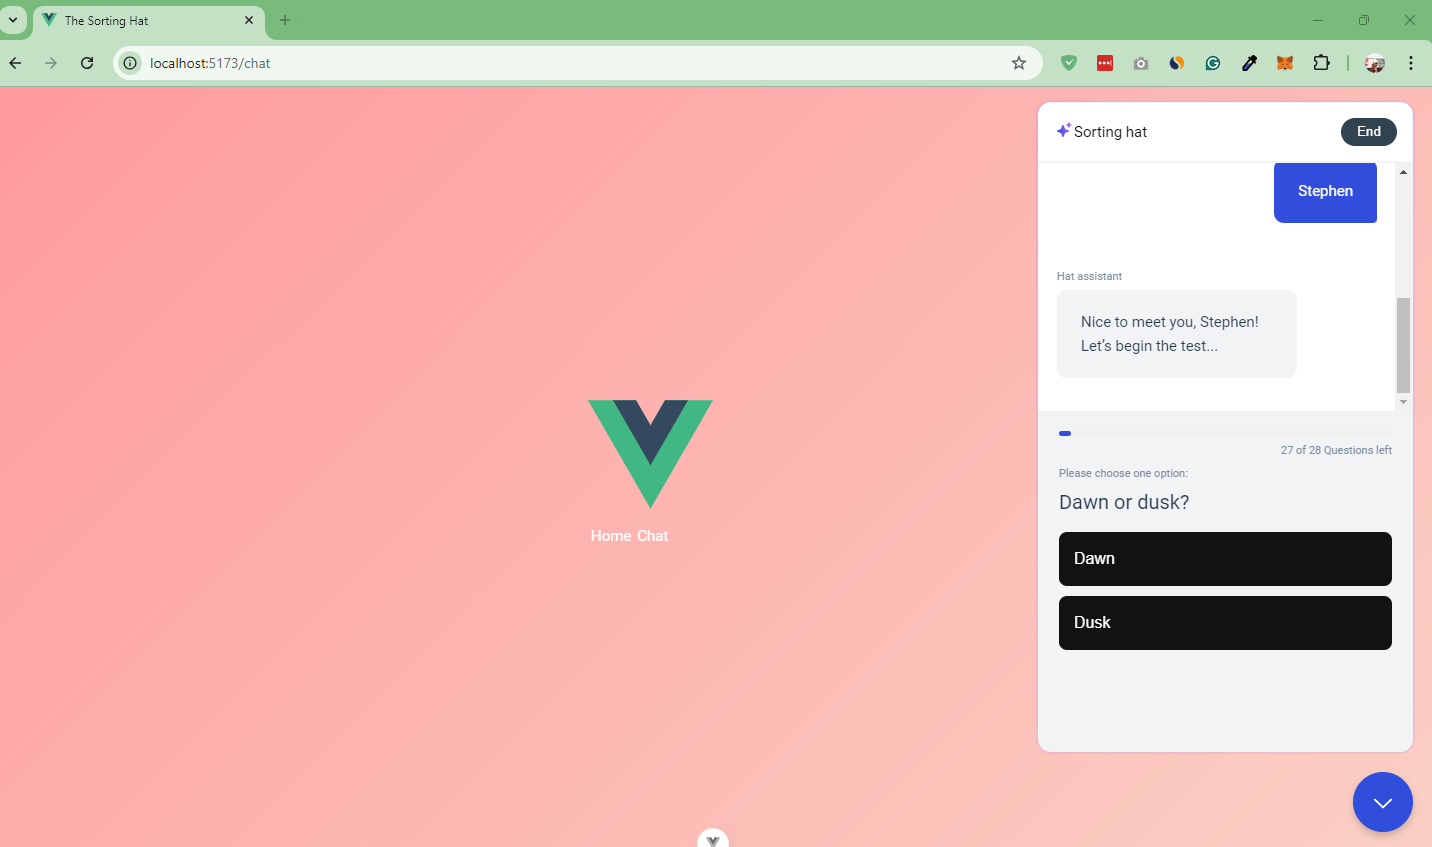 The Sorting Hat
localhost:5173/chat
Sorting hat
End
Stephen
Hat assistant
Nice to meet you, Stephen!
Let's begin the test...
27 of 28 Questions left
Please choose one option:
Dawn or dusk?
Dawn
Dusk
Home Chat